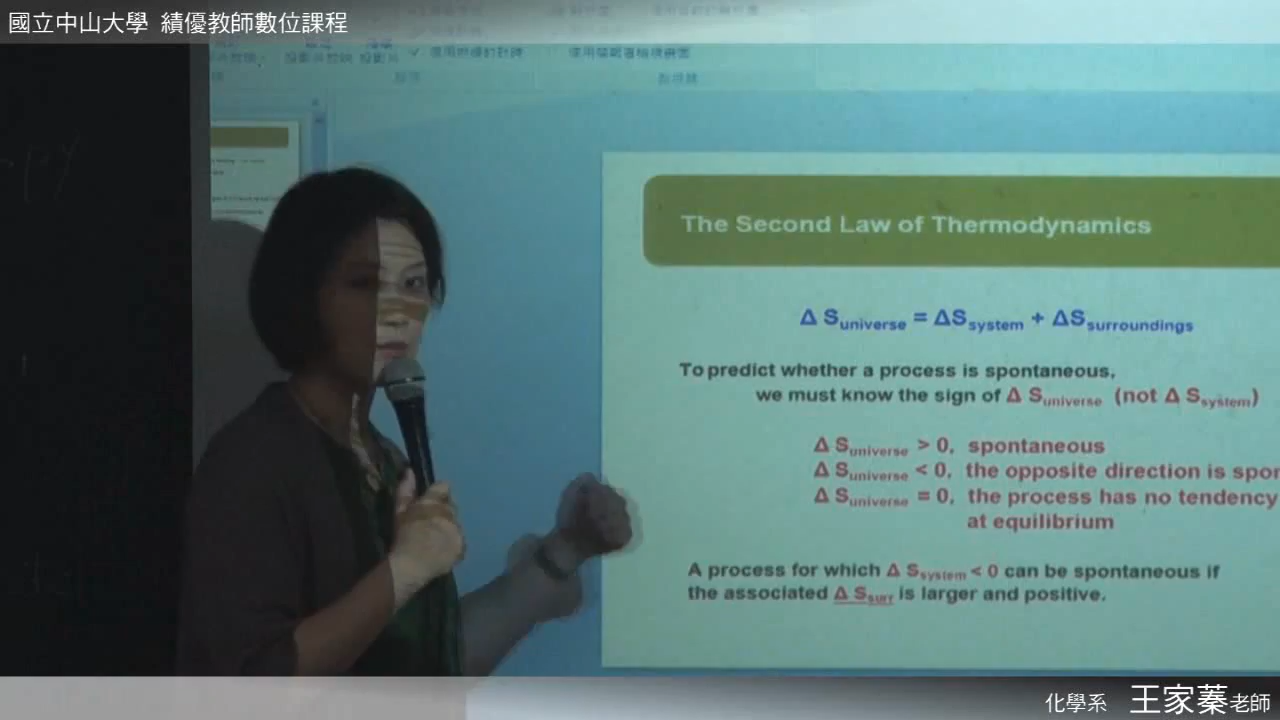 國立中山大學 績優教師數位課程
The Second Law of Thermodynamics
Δ Suniverse = ΔSsystem + ΔSsurroundings
To predict whether a process is spontaneous,
we must know the sign of Δ Suniverse (not Δ Ssystem)
Δ Suniverse > 0, spontaneous
Δ Suniverse < 0, the opposite direction is spon
Δ Suniverse = 0, the process has no tendency
at equilibrium
A process for which Δ Ssystem < 0 can be spontaneous if
the associated Δ Ssurr is larger and positive.
化學系 王家蓁老師